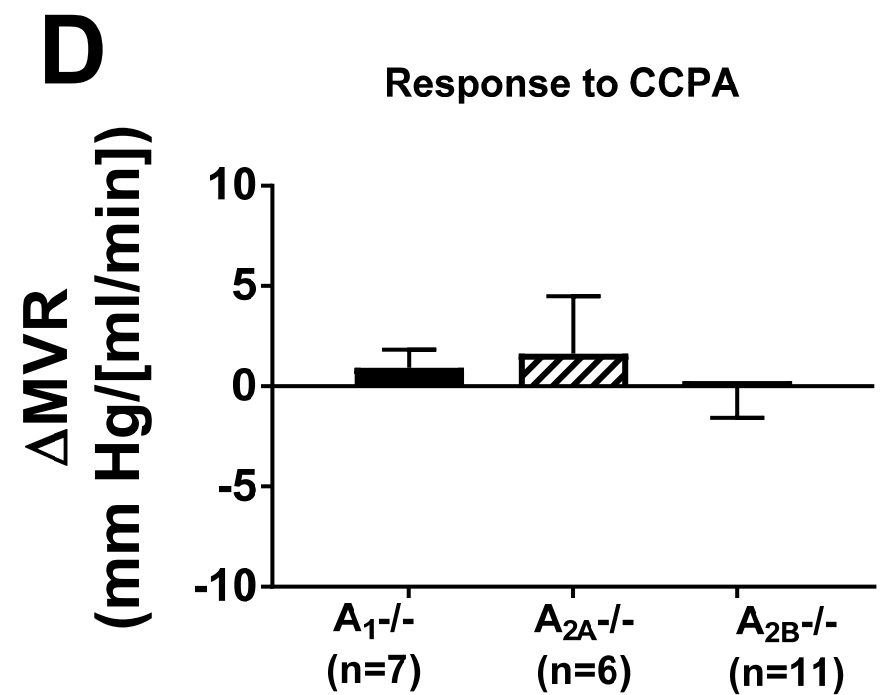 D
Response to CCPA
ΔMVR
(mm Hg/[ml/min])
10
5
0
-5
-10
A1-/- A2A-/- A2B-/-
(n=7) (n=6) (n=11)